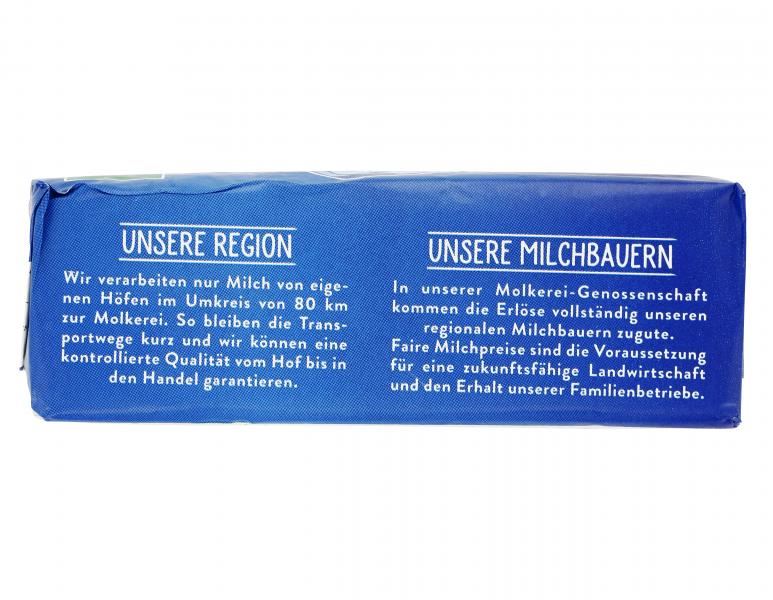 UNSERE REGION
Wir verarbeiten nur Milch von eige-
nen Höfen im Umkreis von 80 km
zur Molkerei. So bleiben die Trans-
portwege kurz und wir können eine
kontrollierte Qualität vom Hof bis in
den Handel garantieren.
UNSERE MILCHBAUERN
In unserer Molkerei-Genossenschaft
kommen die Erlöse vollständig unseren
regionalen Milchbauern zugute.
Faire Milchpreise sind die Voraussetzung
für eine zukunftsfähige Landwirtschaft
und den Erhalt unserer Familienbetriebe.